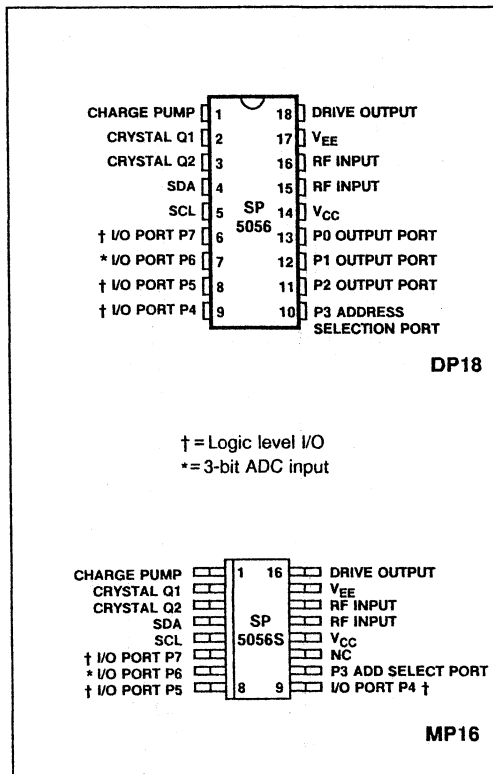 CHARGE PUMP 1 18 DRIVE OUTPUT
CRYSTAL Q1 2 17 VEE
CRYSTAL Q2 3 16 RF INPUT
SDA 4 15 RF INPUT
SCL 5 SP 5056 14 VCC
† I/O PORT P7 6 13 P0 OUTPUT PORT
* I/O PORT P6 7 12 P1 OUTPUT PORT
† I/O PORT P5 8 11 P2 OUTPUT PORT
† I/O PORT P4 9 10 P3 ADDRESS
SELECTION PORT
DP18
† = Logic level I/O
* = 3-bit ADC input
CHARGE PUMP 1 16 DRIVE OUTPUT
CRYSTAL Q1 VEE
CRYSTAL Q2 RF INPUT
SDA SP RF INPUT
SCL 5056S VCC
† I/O PORT P7 NC
* I/O PORT P6 P3 ADD SELECT PORT
† I/O PORT P5 8 9 I/O PORT P4 †
MP16